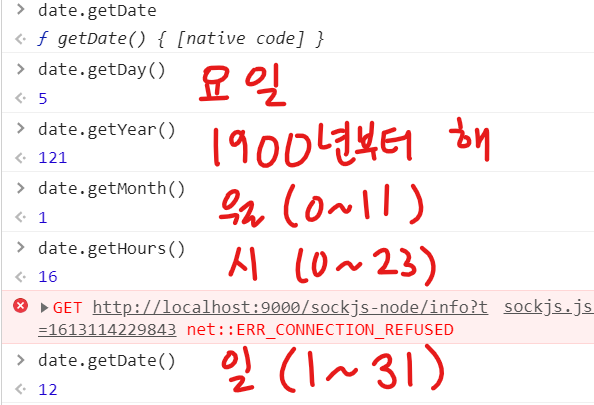 date.getDate
ƒ getDate() { [native code] }
date.getDay() 요일
5
date.getYear() 1900년부터 해
121
date.getMonth() 월 (0~11)
1
date.getHours() 시 (0~23)
16
GET http://localhost:9000/sockjs-node/info?t sockjs.js
=1613114229843 net::ERR_CONNECTION_REFUSED
date.getDate() 일 (1~31)
12